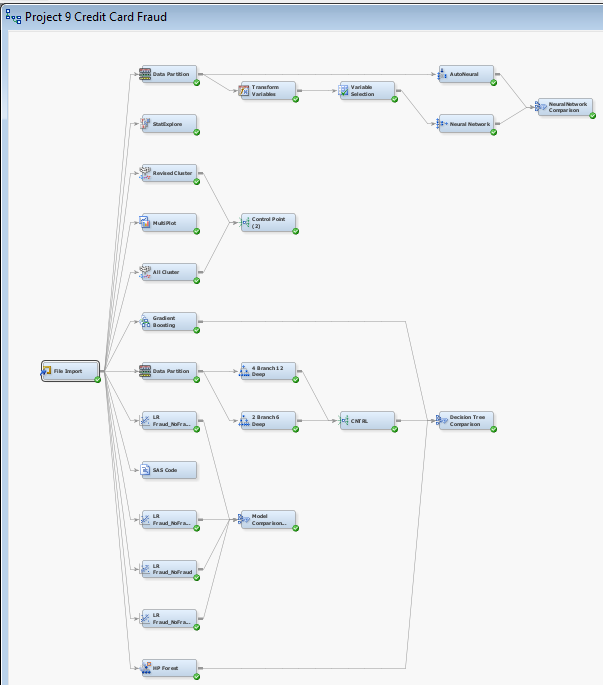 Project 9 Credit Card Fraud
Data Partition
AutoNeural
Transform
Variables
Variable
Selection
NeuralNetwork
Comparison
StatExplore
Neural Network
Revised Cluster
MultiPlot
Control Point
(2)
All Cluster
Gradient
Boosting
File Import
Data Partition
4 Branch 12
Deep
LR
Fraud_NoFra...
2 Branch 6
Deep
CNTRL
Decision Tree
Comparison
SAS Code
LR
Fraud_NoFra...
Model
Comparison...
LR
Fraud_NoFraud
LR
Fraud_NoFra...
HP Forest